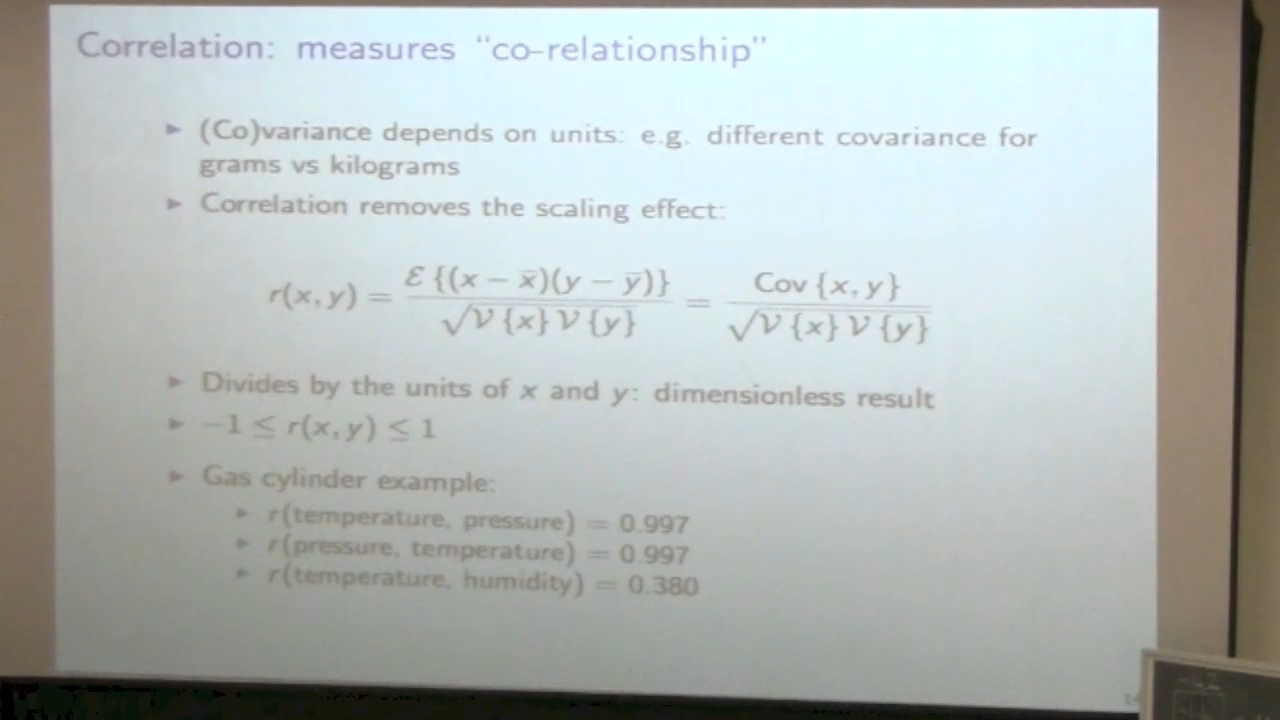 Correlation: measures “co-relationship”
(Co)variance depends on units: e.g. different covariance for
grams vs kilograms
Correlation removes the scaling effect:
r(x, y) = ℰ {(x − x̄)(y − ȳ)} / √𝒱 {x} 𝒱 {y} = Cov {x, y} / √𝒱 {x} 𝒱 {y}
Divides by the units of x and y: dimensionless result
−1 ≤ r(x, y) ≤ 1
Gas cylinder example:
r(temperature, pressure) = 0.997
r(pressure, temperature) = 0.997
r(temperature, humidity) = 0.380